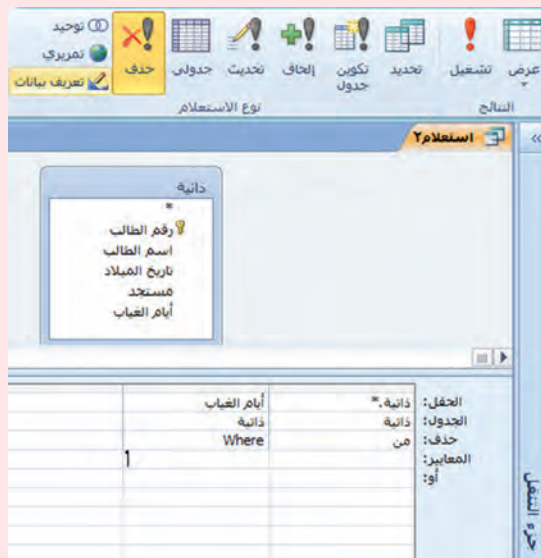 عرض
تشغيل
تحديد
تكوين
جدول
إلحاق
تحديث
جدولي
حذف
توحيد
تمريري
تعريف بيانات
النتائج
نوع الاستعلام
استعلام٢
»
ذاتية
*
رقم الطالب
اسم الطالب
تاريخ الميلاد
مستجد
أيام الغياب
الحقل: ذاتية.* أيام الغياب
الجدول: ذاتية ذاتية
حذف: من Where
المعايير: ١
أو:
جزء التنقل